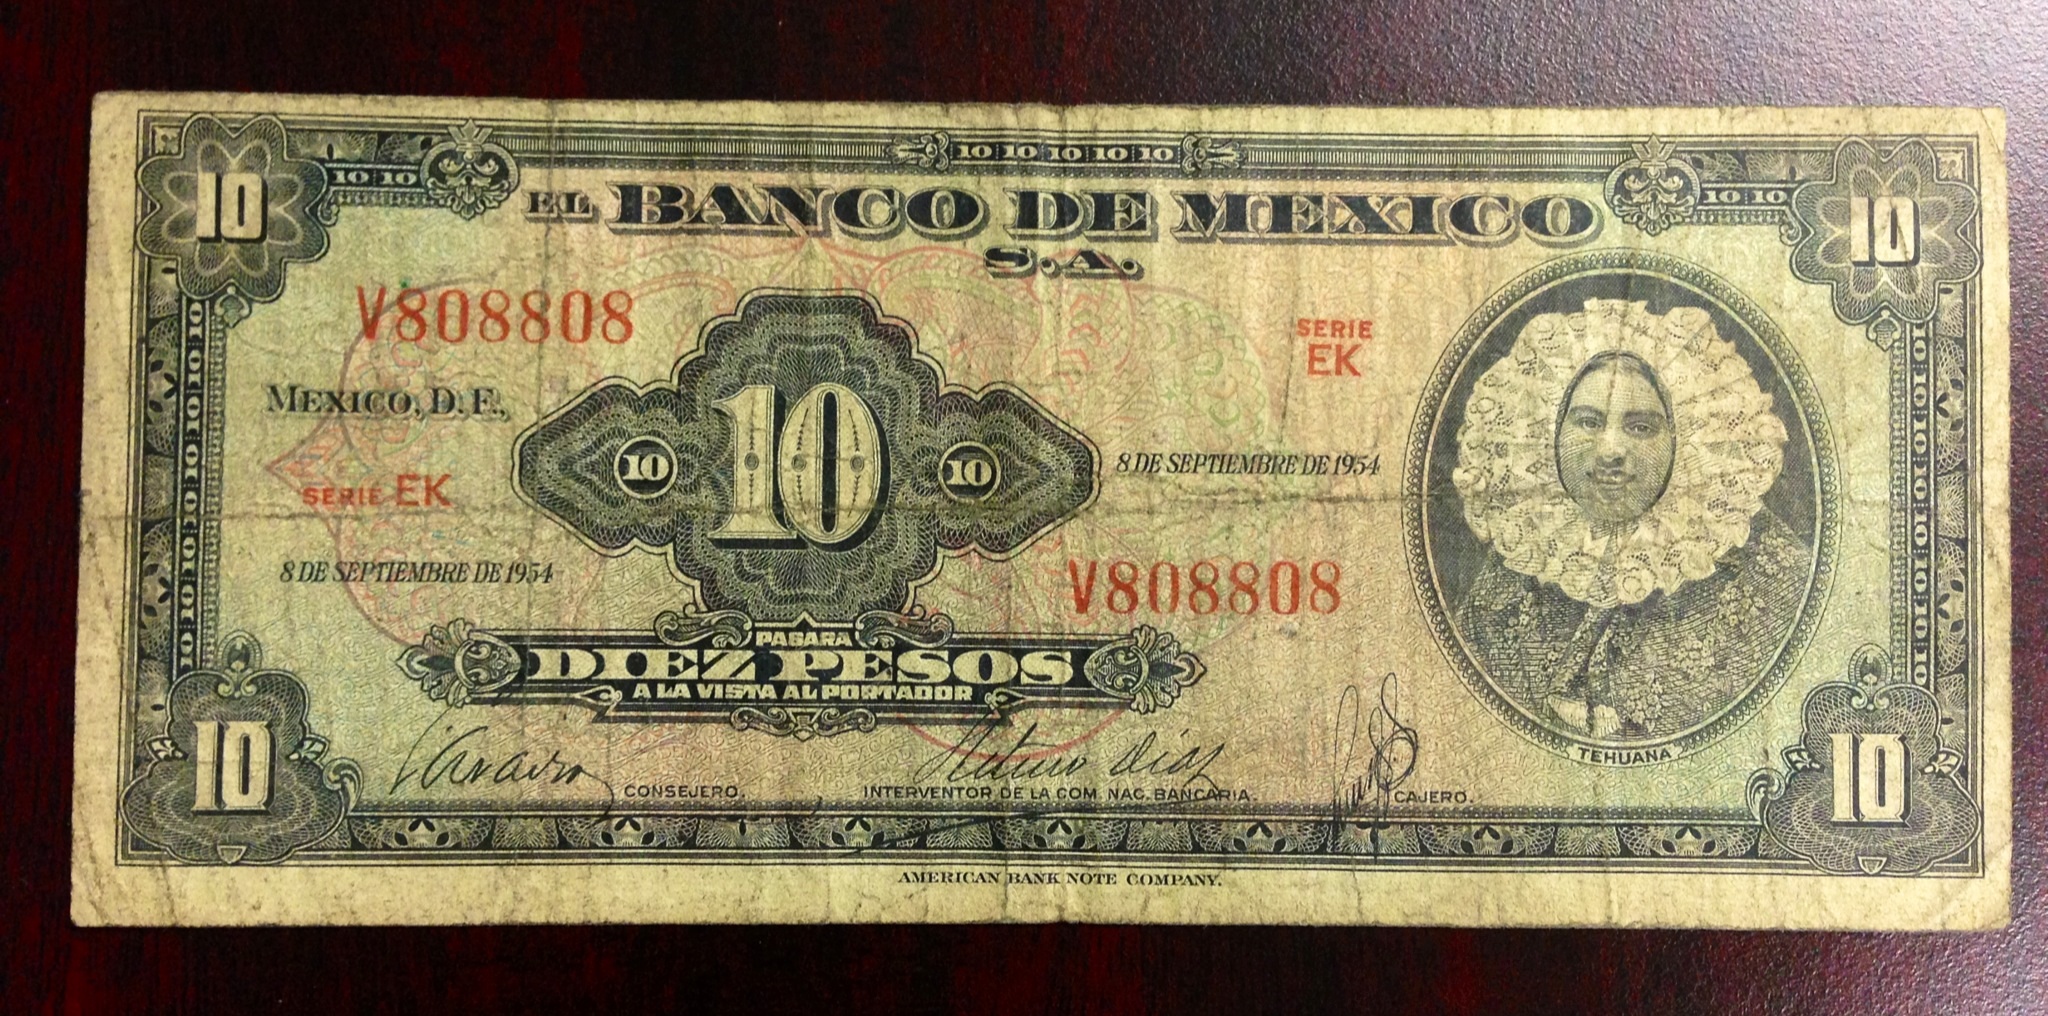 10 10 10 10 10 10 10 10 10 10 10
EL BANCO DE MEXICO
S.A.
V808808
SERIE
EK
MEXICO, D. F.,
10 10 10
8 DE SEPTIEMBRE DE 1954
SERIE EK
8 DE SEPTIEMBRE DE 1954
V808808
PAGARA
DIEZ PESOS
A LA VISTA AL PORTADOR
Arturo Diaz
TEHUANA
10 CONSEJERO. INTERVENTOR DE LA COM. NAC. BANCARIA. CAJERO. 10
AMERICAN BANK NOTE COMPANY.